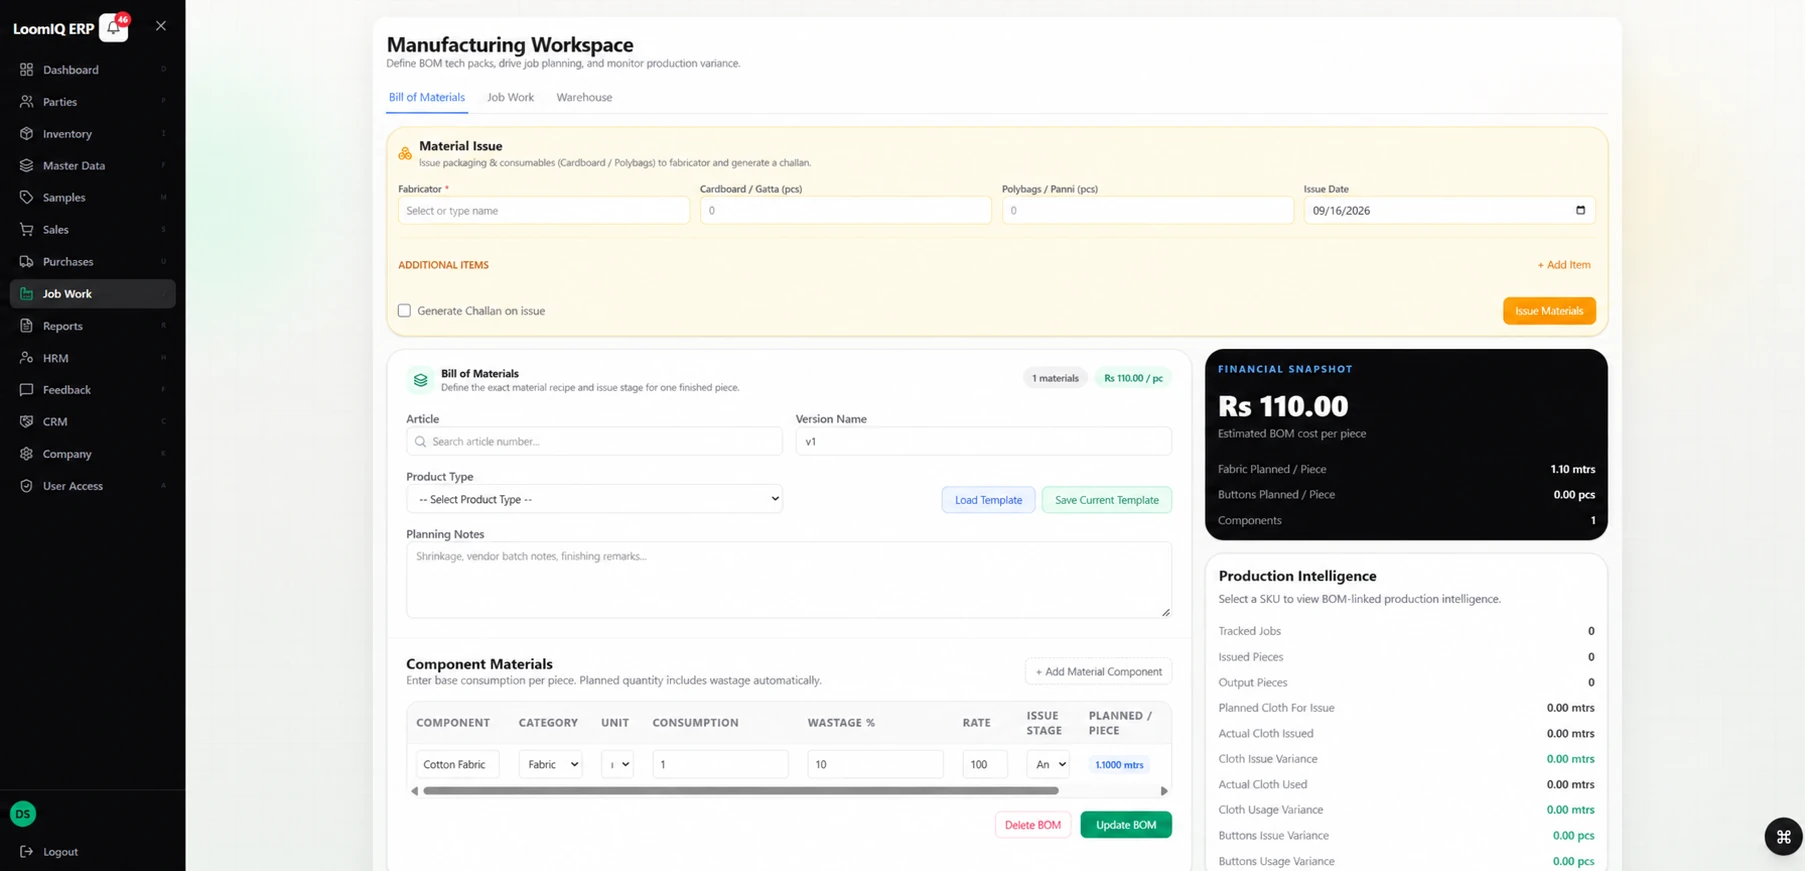 LoomIQ ERP
46
Dashboard
Parties
Inventory
Master Data
Samples
Sales
Purchases
Job Work
Reports
HRM
Feedback
CRM
Company
User Access
DS
Logout
Manufacturing Workspace
Define BOM tech packs, drive job planning, and monitor production variance.
Bill of Materials Job Work Warehouse
Material Issue
Issue packaging & consumables (Cardboard / Polybags) to fabricator and generate a challan.
Fabricator * Cardboard / Gatta (pcs) Polybags / Panni (pcs) Issue Date
Select or type name 0 0 09/16/2026
ADDITIONAL ITEMS + Add Item
Generate Challan on issue Issue Materials
Bill of Materials
Define the exact material recipe and issue stage for one finished piece.
1 materials Rs 110.00 / pc
Article Version Name
Search article number... v1
Product Type
-- Select Product Type -- Load Template Save Current Template
Planning Notes
Shrinkage, vendor batch notes, finishing remarks...
Component Materials
Enter base consumption per piece. Planned quantity includes wastage automatically.
+ Add Material Component
COMPONENT CATEGORY UNIT CONSUMPTION WASTAGE % RATE ISSUE STAGE PLANNED / PIECE
Cotton Fabric Fabric 1 10 100 An 1.1000 mtrs
Delete BOM Update BOM
FINANCIAL SNAPSHOT
Rs 110.00
Estimated BOM cost per piece
Fabric Planned / Piece 1.10 mtrs
Buttons Planned / Piece 0.00 pcs
Components 1
Production Intelligence
Select a SKU to view BOM-linked production intelligence.
Tracked Jobs 0
Issued Pieces 0
Output Pieces 0
Planned Cloth For Issue 0.00 mtrs
Actual Cloth Issued 0.00 mtrs
Cloth Issue Variance 0.00 mtrs
Actual Cloth Used 0.00 mtrs
Cloth Usage Variance 0.00 mtrs
Buttons Issue Variance 0.00 pcs
Buttons Usage Variance 0.00 pcs